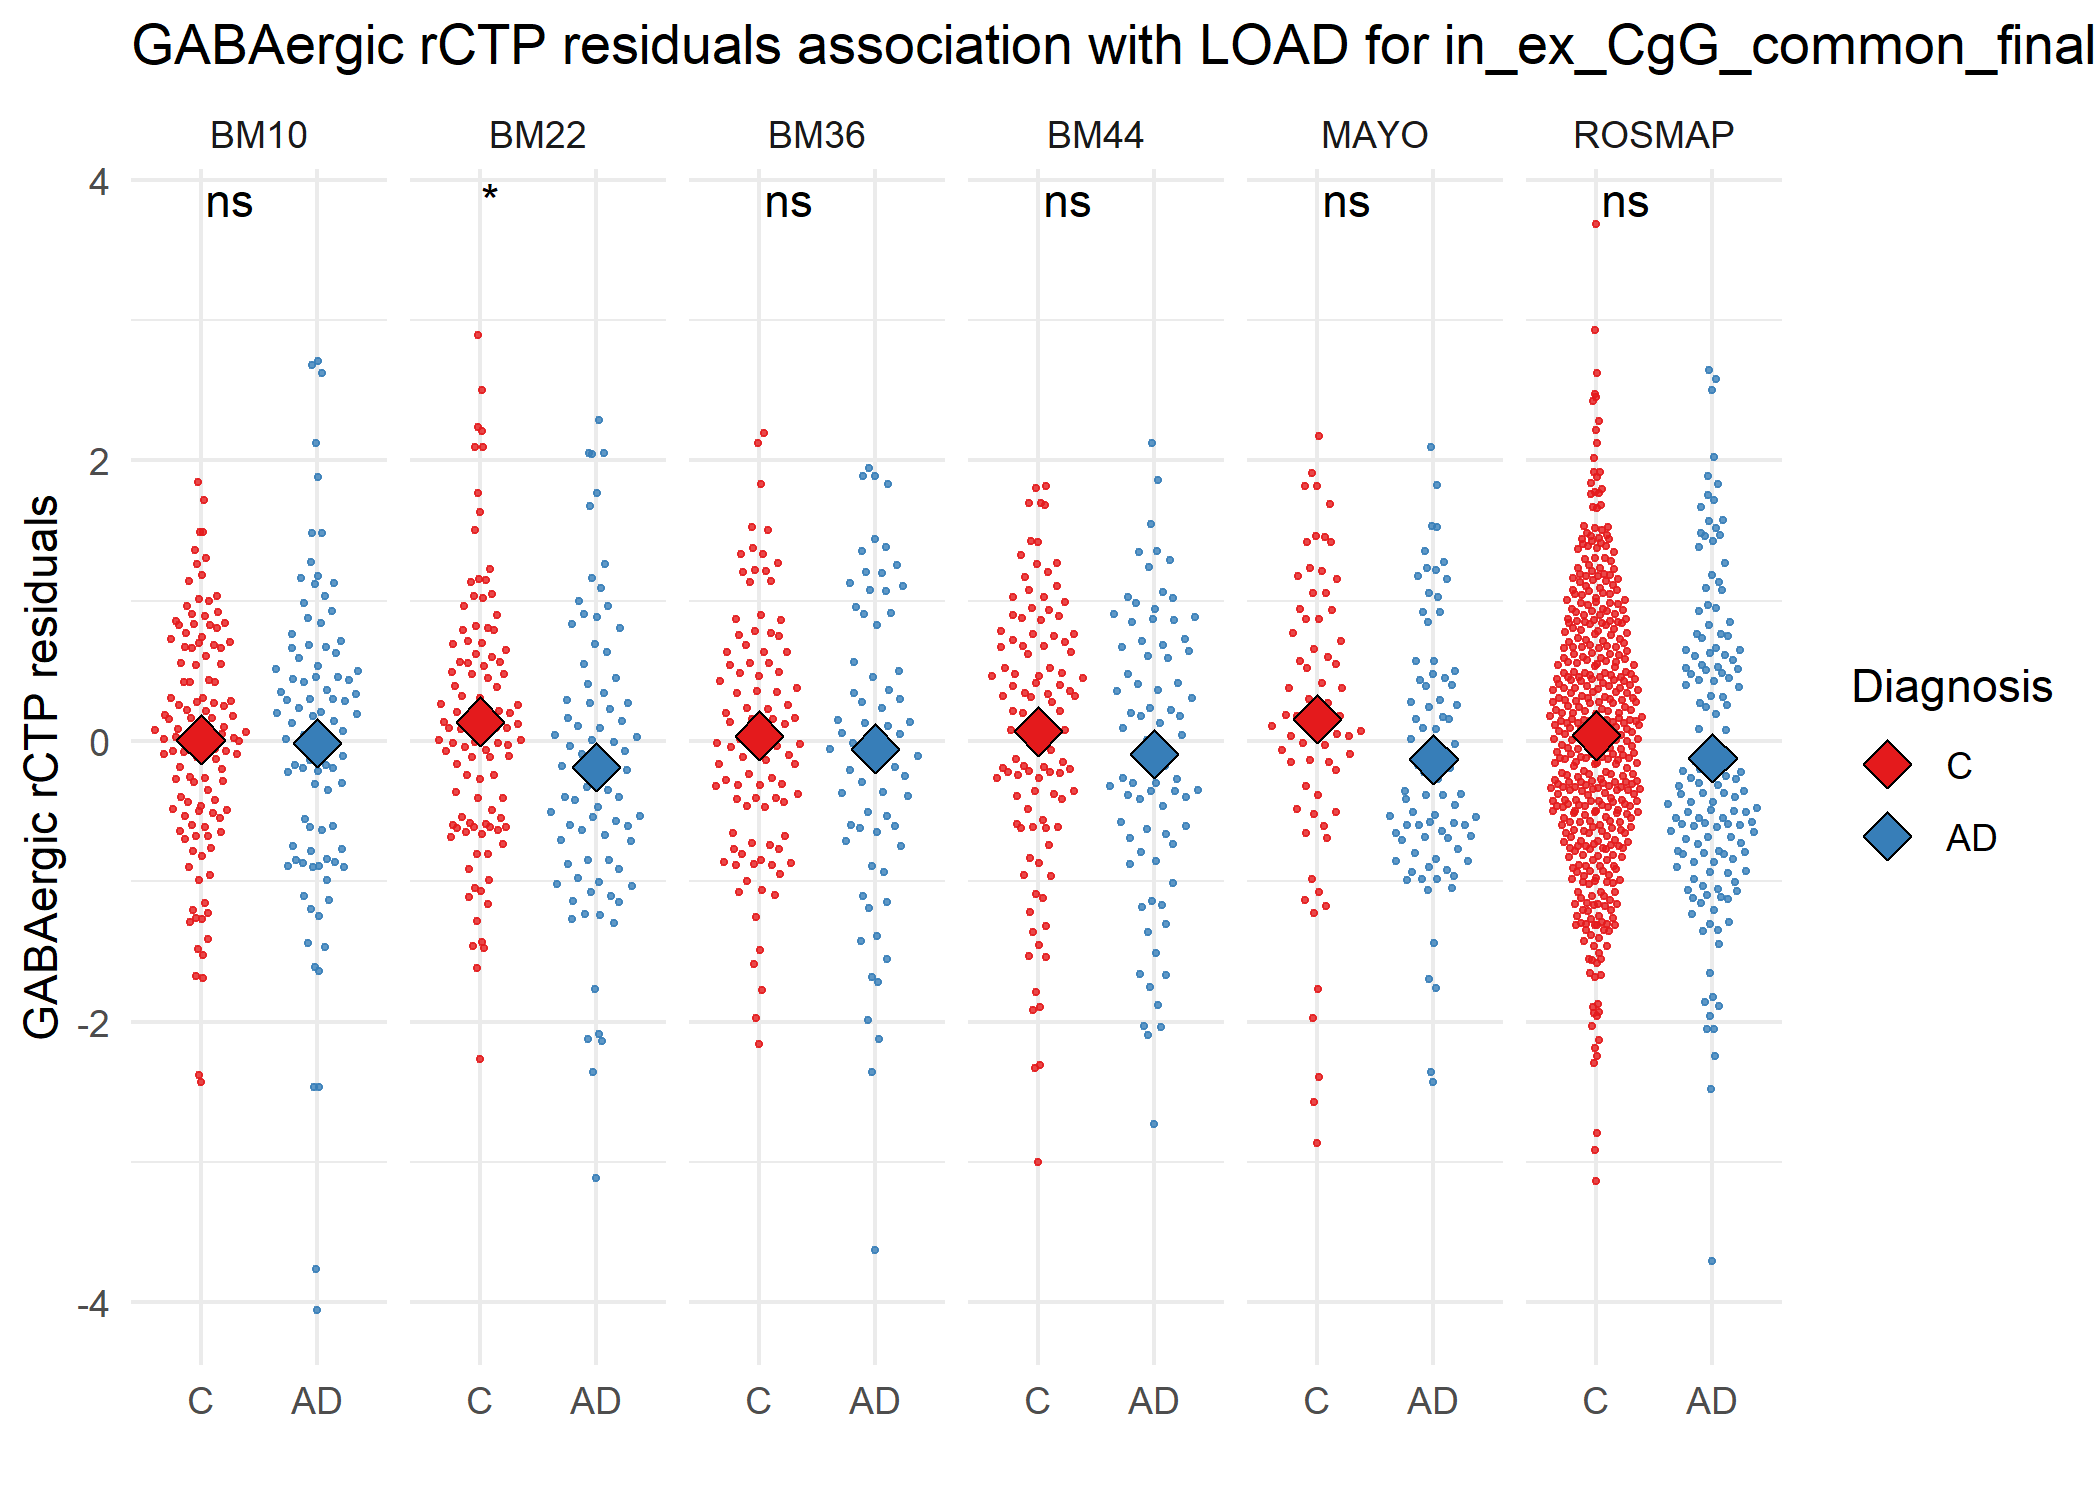 GABAergic rCTP residuals association with LOAD for in_ex_CgG_common_final
BM10 BM22 BM36 BM44 MAYO ROSMAP
ns * ns ns ns ns
4
2
0
-2
-4
GABAergic rCTP residuals
C AD C AD C AD C AD C AD C AD
Diagnosis
C
AD